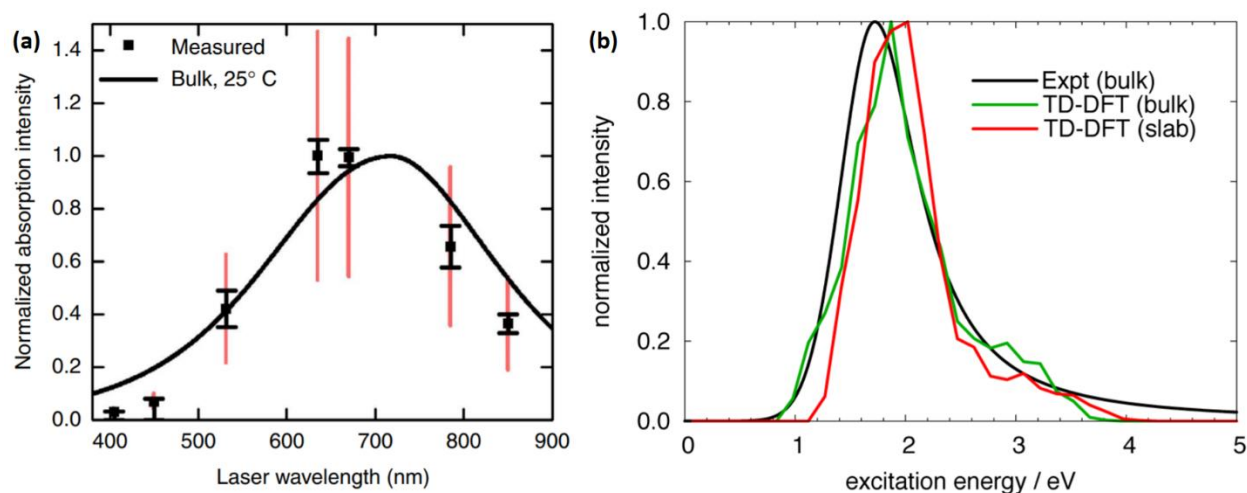 (a)
Normalized absorption intensity
1.4
1.2
1.0
0.8
0.6
0.4
0.2
0.0
Measured
Bulk, 25° C
400
500
600
700
800
900
Laser wavelength (nm)
(b)
normalized intensity
1.0
0.8
0.6
0.4
0.2
0.0
Expt (bulk)
TD-DFT (bulk)
TD-DFT (slab)
0
1
2
3
4
5
excitation energy / eV